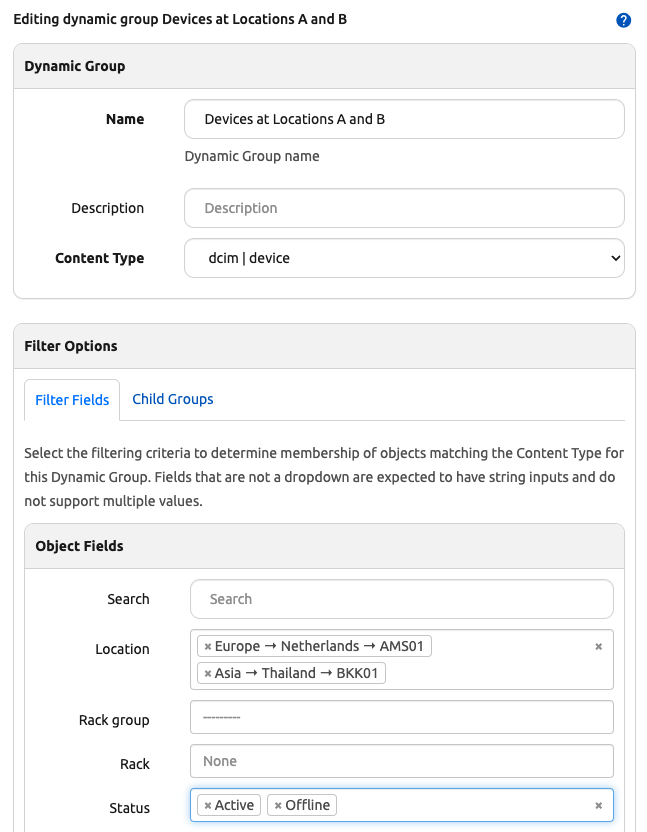 Editing dynamic group Devices at Locations A and B
?
Dynamic Group
Name
Devices at Locations A and B
Dynamic Group name
Description
Description
Content Type
dcim | device
Filter Options
Filter Fields
Child Groups
Select the filtering criteria to determine membership of objects matching the Content Type for
this Dynamic Group. Fields that are not a dropdown are expected to have string inputs and do
not support multiple values.
Object Fields
Search
Search
Location
× Europe → Netherlands → AMS01
×
× Asia → Thailand → BKK01
Rack group
---------
Rack
None
Status
× Active × Offline
×